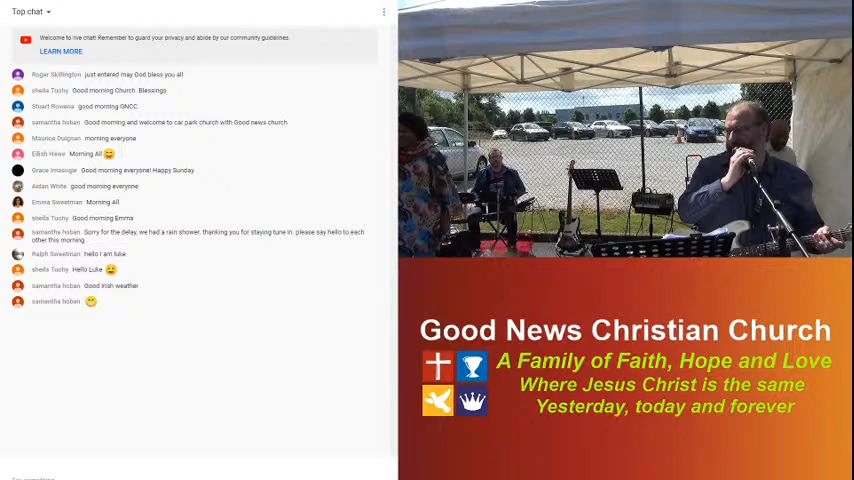 Top chat
Welcome to live chat! Remember to guard your privacy and abide by our community guidelines.
LEARN MORE
Roger Skillington just entered may God bless you all
sheila Tuohy Good morning Church. Blessings
Stuart Rowena good morning GNCC
samantha hoban Good morning and welcome to car park church with Good news church
Maurice Duignan morning everyone
Eilish Hawe Morning All 😄
Grace Imasogie Good morning everyone! Happy Sunday.
Aidan White good morning everyone
Emma Sweetman Morning All
sheila Tuohy Good morning Emma
samantha hoban Sorry for the delay, we had a rain shower. thanking you for staying tune in. please say hello to each
other this morning
Ralph Sweetman hello I am luke
sheila Tuohy Hello Luke
samantha hoban Good Irish weather
samantha hoban 😁
Good News Christian Church
A Family of Faith, Hope and Love
Where Jesus Christ is the same
Yesterday, today and forever